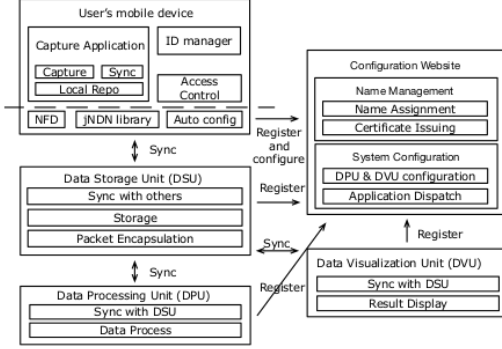 User's mobile device
Capture Application
ID manager
Capture
Sync
Local Repo
Access
Control
NFD
jNDN library
Auto config
Sync
Register
and
configure
Configuration Website
Name Management
Name Assignment
Certificate Issuing
System Configuration
DPU & DVU configuration
Application Dispatch
Data Storage Unit (DSU)
Sync with others
Storage
Packet Encapsulation
Register
Sync
Register
Sync
Register
Data Visualization Unit (DVU)
Sync with DSU
Result Display
Data Processing Unit (DPU)
Sync with DSU
Data Process